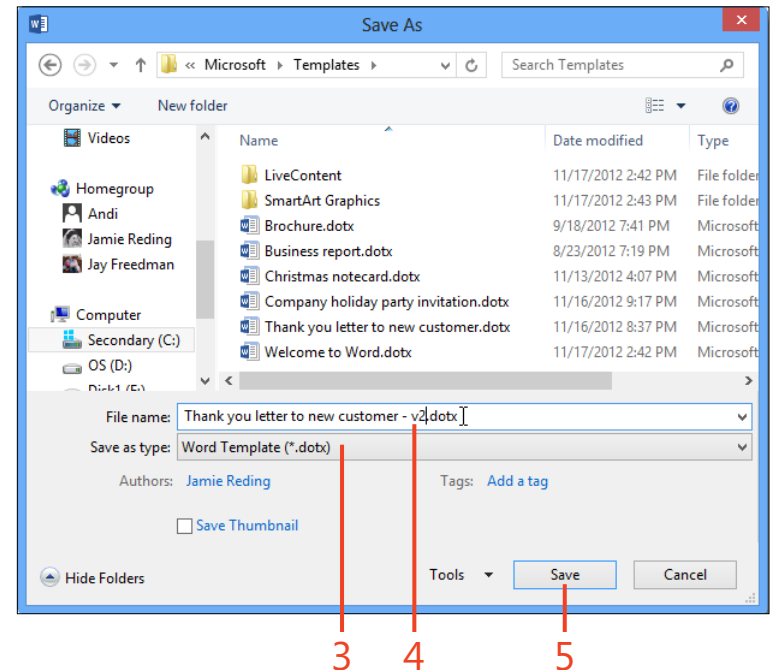 Save As
« Microsoft Templates Search Templates
Organize New folder
Videos Name Date modified Type
LiveContent 11/17/2012 2:42 PM File folder
Homegroup SmartArt Graphics 11/17/2012 2:43 PM File folder
Andi Brochure.dotx 9/18/2012 7:41 PM Microsoft
Jamie Reding Business report.dotx 8/23/2012 7:19 PM Microsoft
Jay Freedman Christmas notecard.dotx 11/13/2012 4:07 PM Microsoft
Computer Company holiday party invitation.dotx 11/16/2012 9:17 PM Microsoft
Secondary (C:) Thank you letter to new customer.dotx 11/16/2012 8:37 PM Microsoft
OS (D:) Welcome to Word.dotx 11/17/2012 2:42 PM Microsoft
Disk1 (E:)
File name: Thank you letter to new customer - v2.dotx
Save as type: Word Template (*.dotx)
Authors: Jamie Reding Tags: Add a tag
Save Thumbnail
Hide Folders Tools Save Cancel
3 4 5